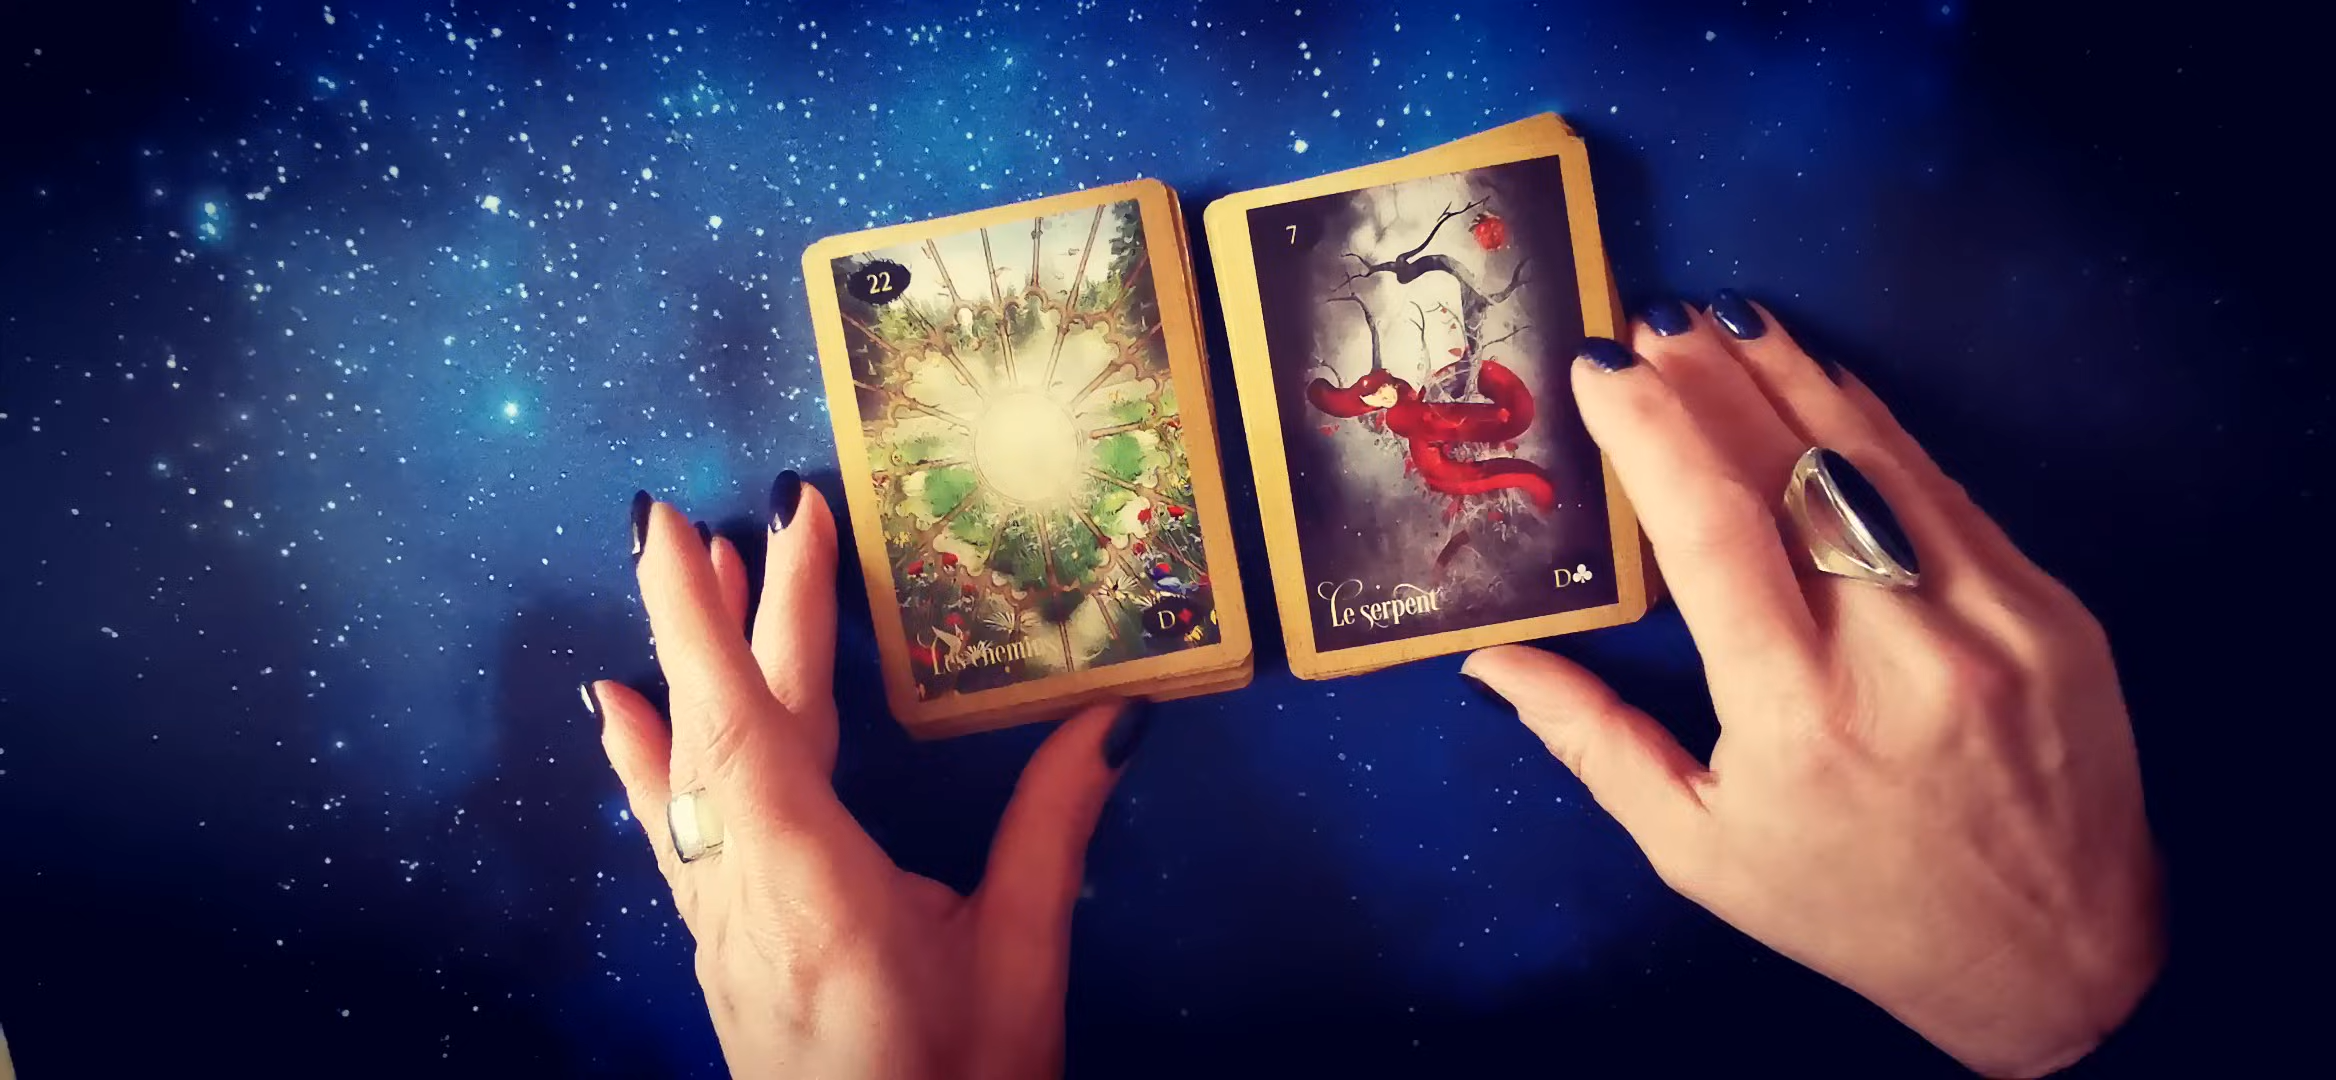 22
Les chemins
D♦
7
Le serpent
D♣